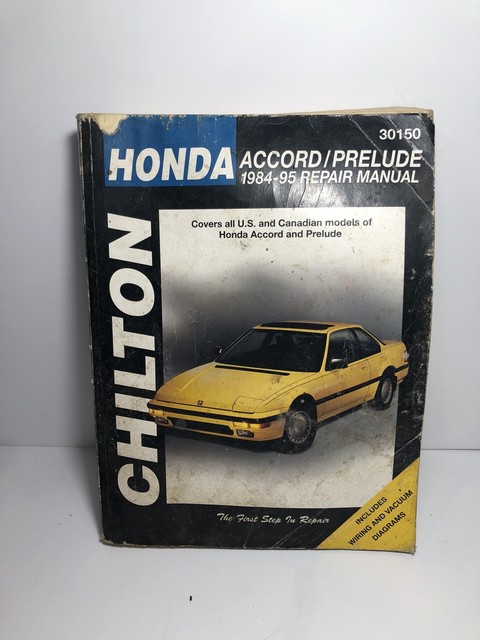 30150
HONDA
ACCORD/PRELUDE
1984-95 REPAIR MANUAL
Covers all U.S. and Canadian models of
Honda Accord and Prelude
CHILTON
The First Step In Repair
INCLUDES
WIRING AND VACUUM
DIAGRAMS